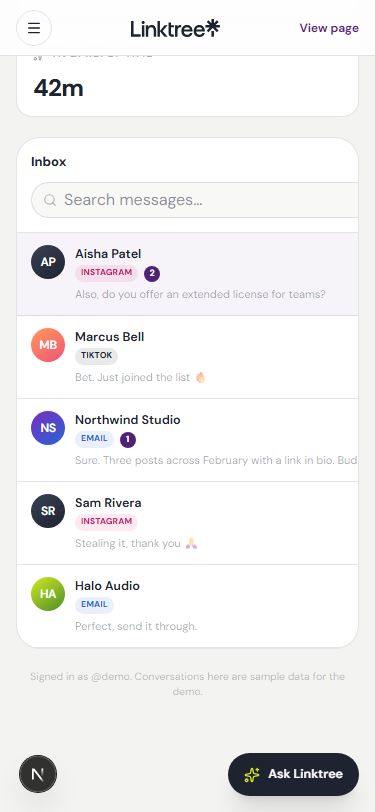 Linktree
View page
42m
Inbox
Search messages...
AP
Aisha Patel
INSTAGRAM 2
Also, do you offer an extended license for teams?
MB
Marcus Bell
TIKTOK
Bet. Just joined the list
NS
Northwind Studio
EMAIL 1
Sure. Three posts across February with a link in bio. Bud
SR
Sam Rivera
INSTAGRAM
Stealing it, thank you
HA
Halo Audio
EMAIL
Perfect, send it through.
Signed in as @demo. Conversations here are sample data for the
demo.
N
Ask Linktree